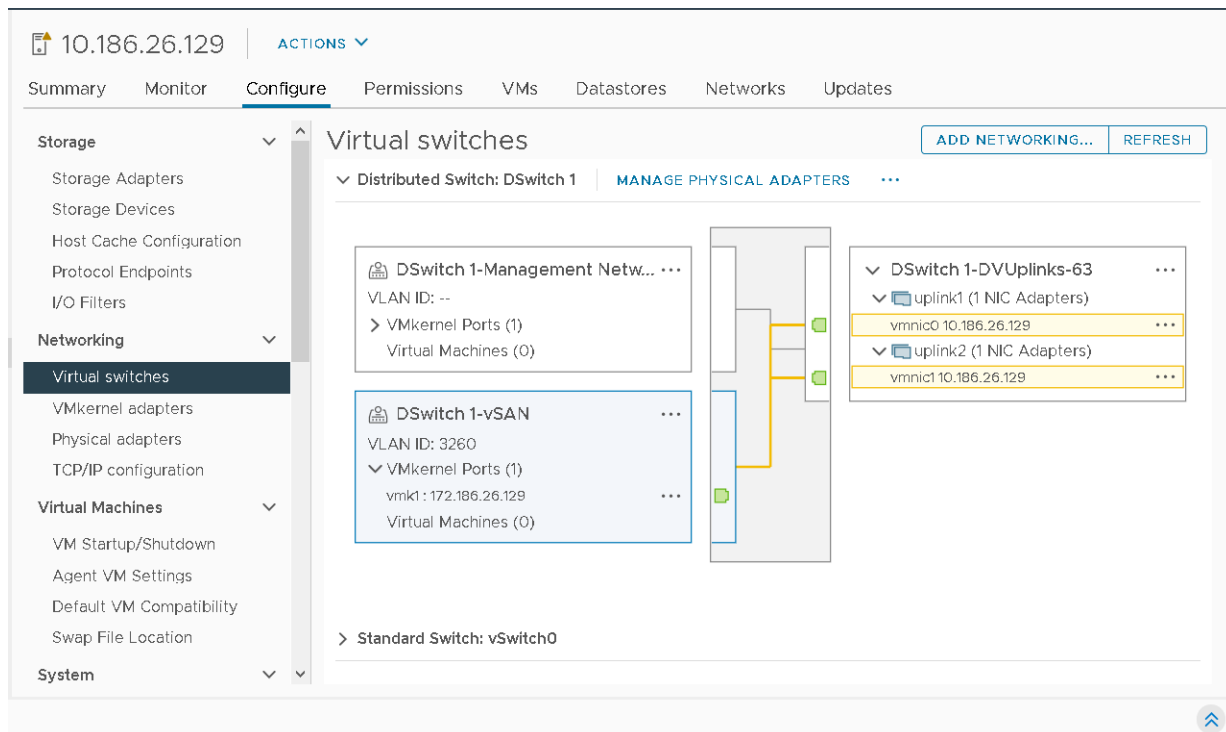 10.186.26.129 ACTIONS
Summary Monitor Configure Permissions VMs Datastores Networks Updates
Storage
Storage Adapters
Storage Devices
Host Cache Configuration
Protocol Endpoints
I/O Filters
Networking
Virtual switches
VMkernel adapters
Physical adapters
TCP/IP configuration
Virtual Machines
VM Startup/Shutdown
Agent VM Settings
Default VM Compatibility
Swap File Location
System
Virtual switches
ADD NETWORKING... REFRESH
Distributed Switch: DSwitch 1 MANAGE PHYSICAL ADAPTERS ...
DSwitch 1-Management Netw... ...
VLAN ID: --
VMkernel Ports (1)
Virtual Machines (0)
DSwitch 1-vSAN ...
VLAN ID: 3260
VMkernel Ports (1)
vmk1 : 172.186.26.129 ...
Virtual Machines (0)
DSwitch 1-DVUplinks-63 ...
uplink1 (1 NIC Adapters)
vmnic0 10.186.26.129 ...
uplink2 (1 NIC Adapters)
vmnic1 10.186.26.129 ...
Standard Switch: vSwitch0